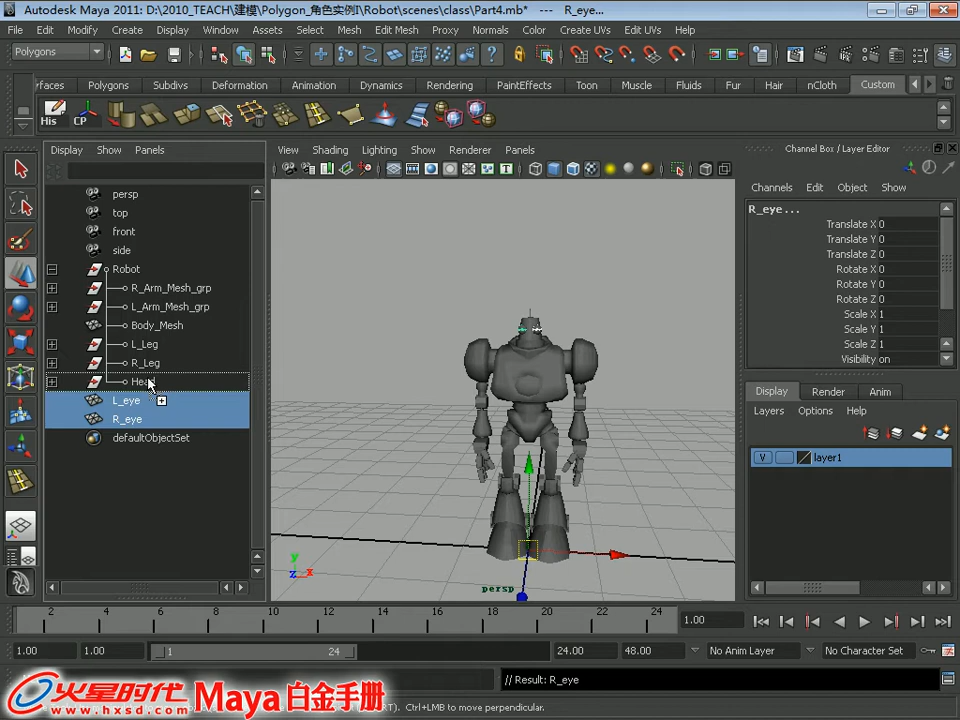 Autodesk Maya 2011: D:\2010_TEACH\建模\Polygon_角色实例\Robot\scenes\class\Part4.mb* --- R_eye...
File Edit Modify Create Display Window Assets Select Mesh Edit Mesh Proxy Normals Color Create UVs Edit UVs Help
Polygons
rfaces Polygons Subdivs Deformation Animation Dynamics Rendering PaintEffects Toon Muscle Fluids Fur Hair nCloth Custom
His CP
Display Show Panels
View Shading Lighting Show Renderer Panels
Channel Box / Layer Editor
persp
top
front
side
Robot
R_Arm_Mesh_grp
L_Arm_Mesh_grp
Body_Mesh
L_Leg
R_Leg
Head
L_eye
R_eye
defaultObjectSet
y
z x
persp
Channels Edit Object Show
R_eye...
Translate X 0
Translate Y 0
Translate Z 0
Rotate X 0
Rotate Y 0
Rotate Z 0
Scale X 1
Scale Y 1
Scale Z 1
Visibility on
Display Render Anim
Layers Options Help
V layer1
2 4 6 8 10 12 14 16 18 20 22 24
1.00
1.00 1.00 1 24 24.00 48.00 No Anim Layer No Character Set
// Result: R_eye
火星时代 Maya 白金手册
www.hxsd.com
Ctrl+LMB to move perpendicular.